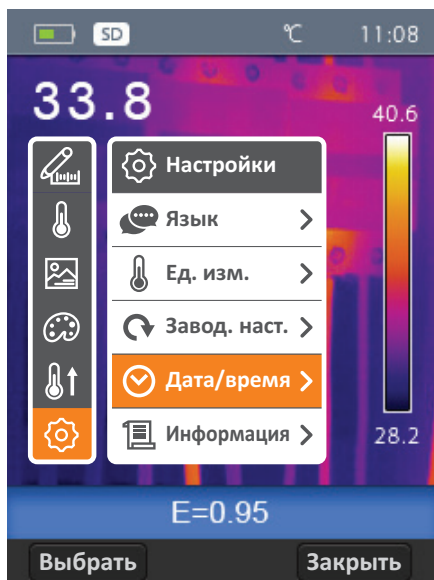 SD ℃ 11:08
33.8
40.6
Настройки
Язык
Ед. изм.
Завод. наст.
Дата/время
Информация
28.2
E=0.95
Выбрать Закрыть